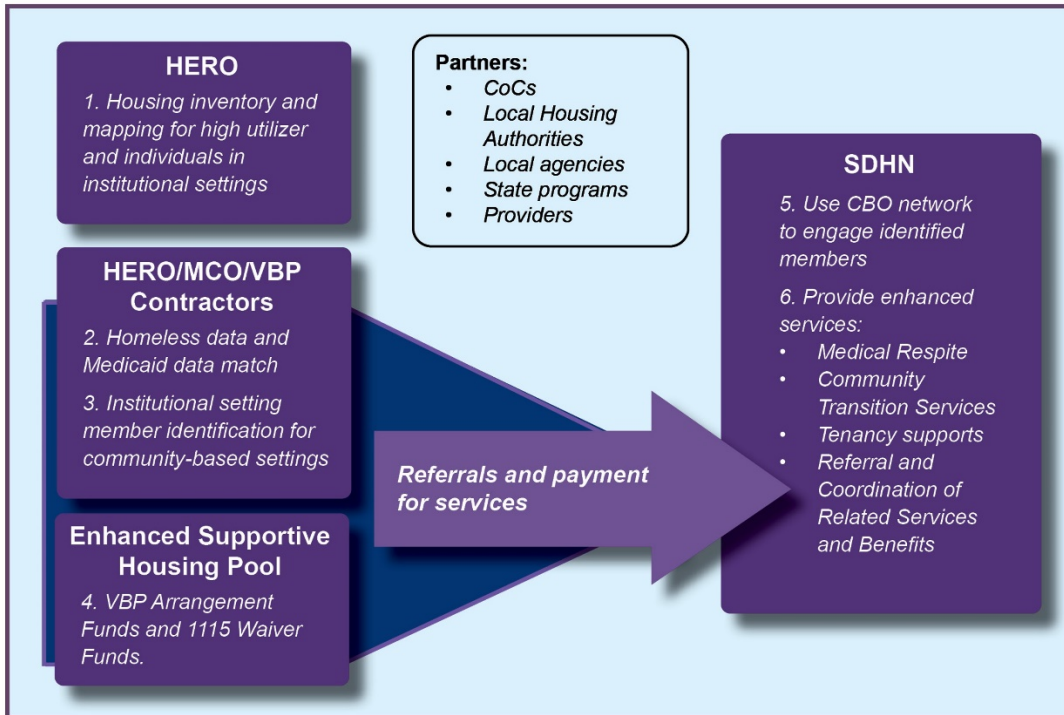 HERO
1. Housing inventory and
mapping for high utilizer
and individuals in
institutional settings
HERO/MCO/VBP
Contractors
2. Homeless data and
Medicaid data match
3. Institutional setting
member identification for
community-based settings
Enhanced Supportive
Housing Pool
4. VBP Arrangement
Funds and 1115 Waiver
Funds.
Partners:
• CoCs
• Local Housing
Authorities
• Local agencies
• State programs
• Providers
Referrals and payment
for services
SDHN
5. Use CBO network
to engage identified
members
6. Provide enhanced
services:
• Medical Respite
• Community
Transition Services
• Tenancy supports
• Referral and
Coordination of
Related Services
and Benefits